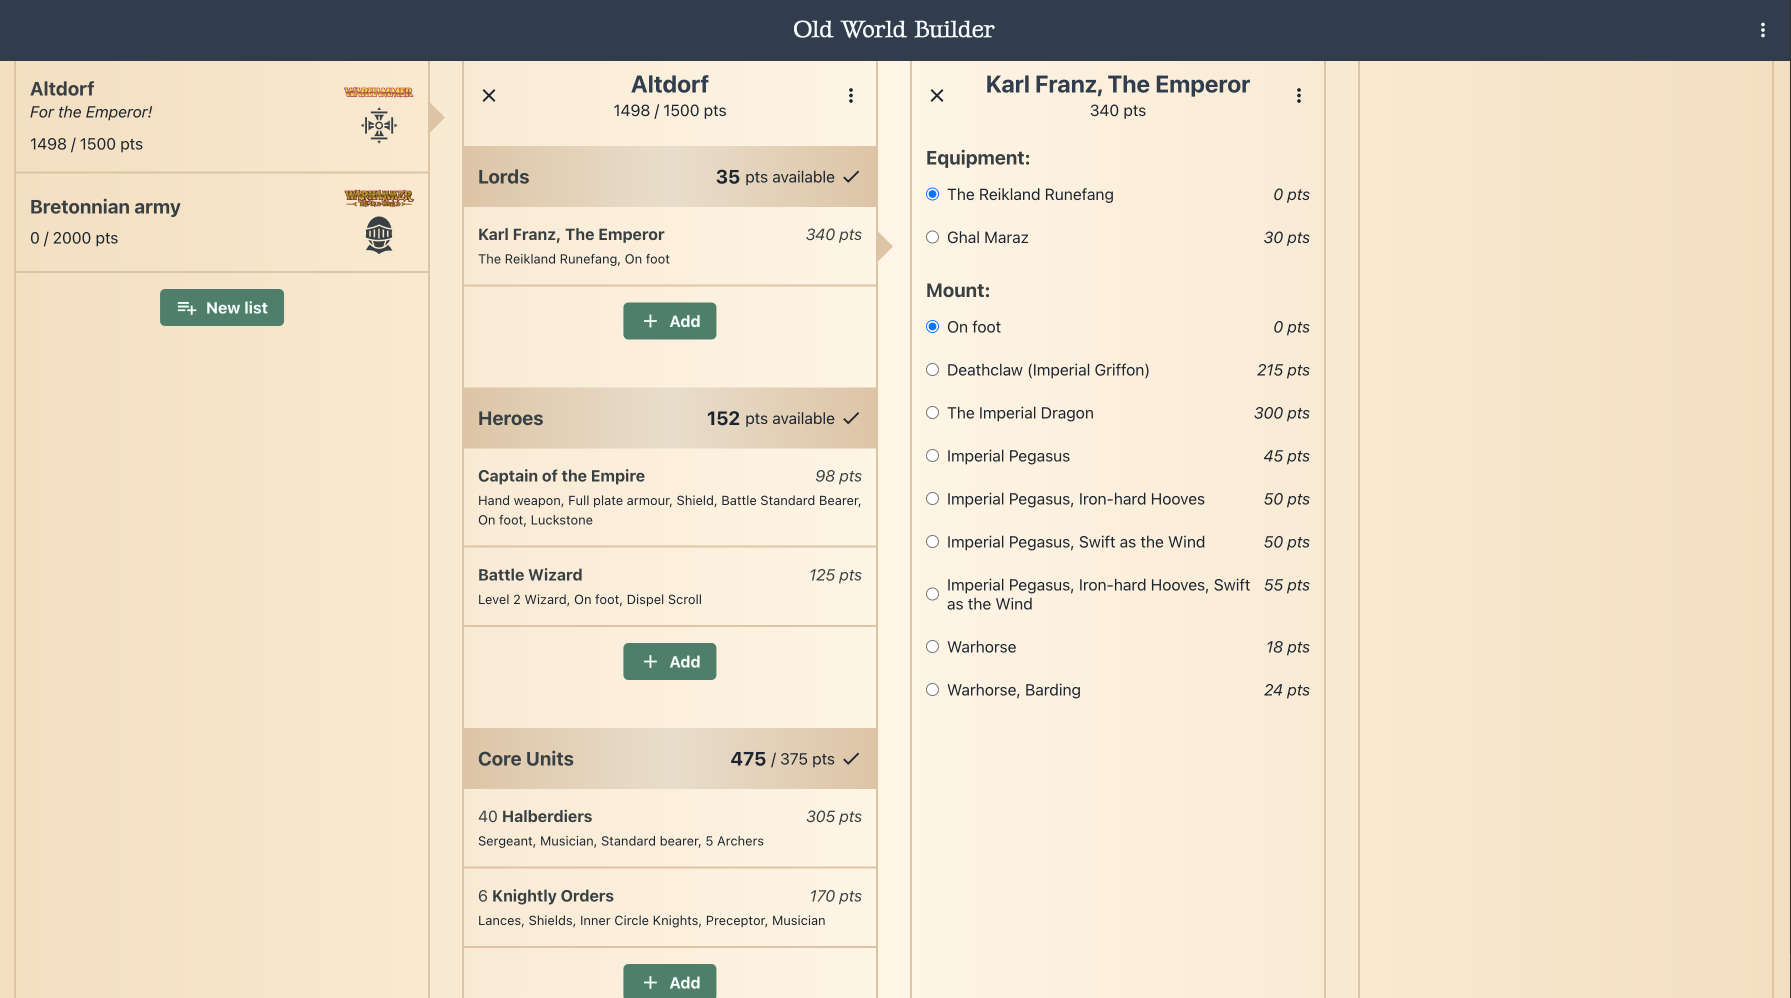 Old World Builder
Altdorf
For the Emperor!
1498 / 1500 pts
WARHAMMER
Bretonnian army
0 / 2000 pts
WARHAMMER
New list
Altdorf
1498 / 1500 pts
Lords
35 pts available
Karl Franz, The Emperor
340 pts
The Reikland Runefang, On foot
Add
Heroes
152 pts available
Captain of the Empire
98 pts
Hand weapon, Full plate armour, Shield, Battle Standard Bearer,
On foot, Luckstone
Battle Wizard
125 pts
Level 2 Wizard, On foot, Dispel Scroll
Add
Core Units
475 / 375 pts
40 Halberdiers
305 pts
Sergeant, Musician, Standard bearer, 5 Archers
6 Knightly Orders
170 pts
Lances, Shields, Inner Circle Knights, Preceptor, Musician
Add
Karl Franz, The Emperor
340 pts
Equipment:
The Reikland Runefang
0 pts
Ghal Maraz
30 pts
Mount:
On foot
0 pts
Deathclaw (Imperial Griffon)
215 pts
The Imperial Dragon
300 pts
Imperial Pegasus
45 pts
Imperial Pegasus, Iron-hard Hooves
50 pts
Imperial Pegasus, Swift as the Wind
50 pts
Imperial Pegasus, Iron-hard Hooves, Swift
as the Wind
55 pts
Warhorse
18 pts
Warhorse, Barding
24 pts